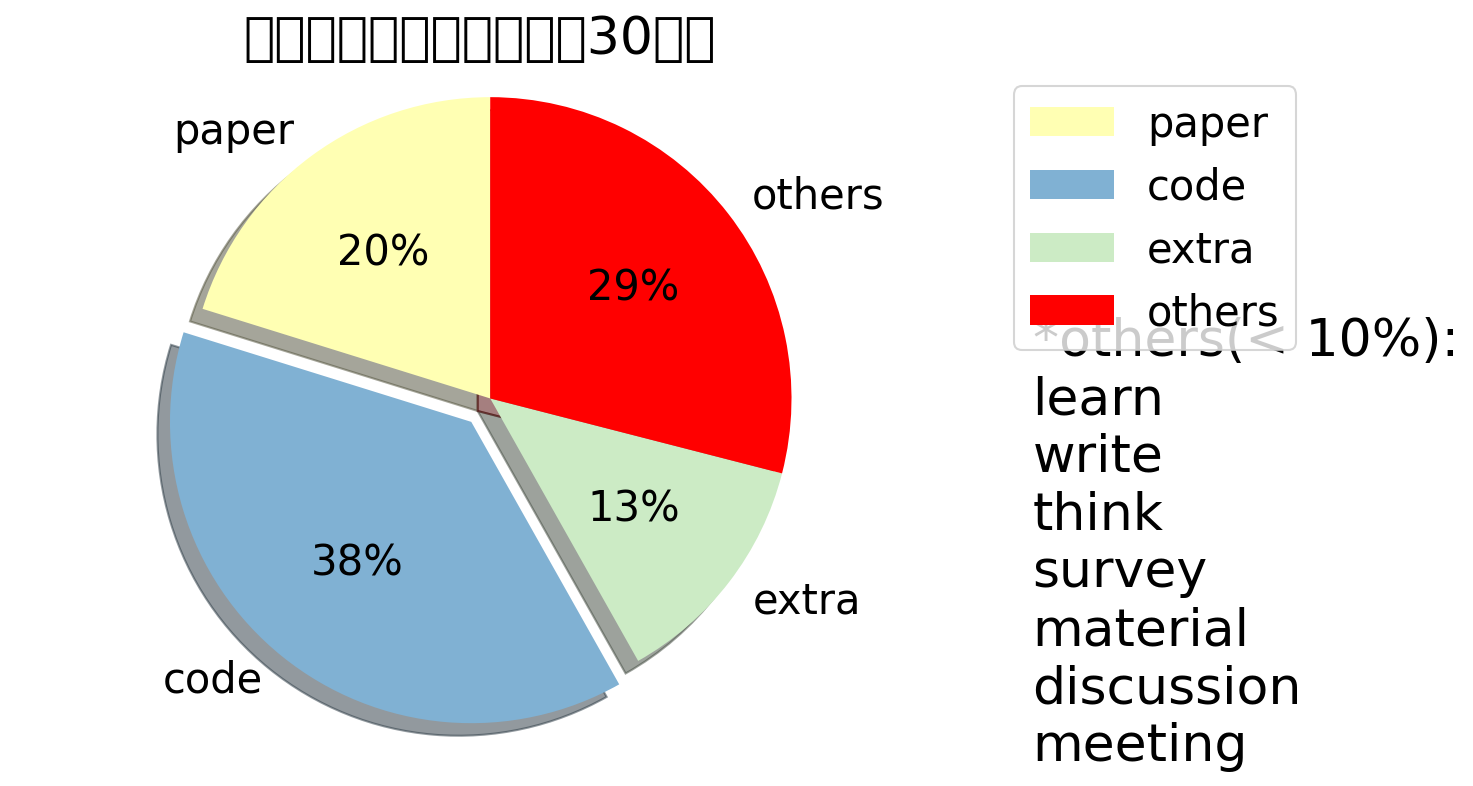 30
paper
others
20%
29%
13%
38%
extra
code
paper
code
extra
others
*others(< 10%):
learn
write
think
survey
material
discussion
meeting